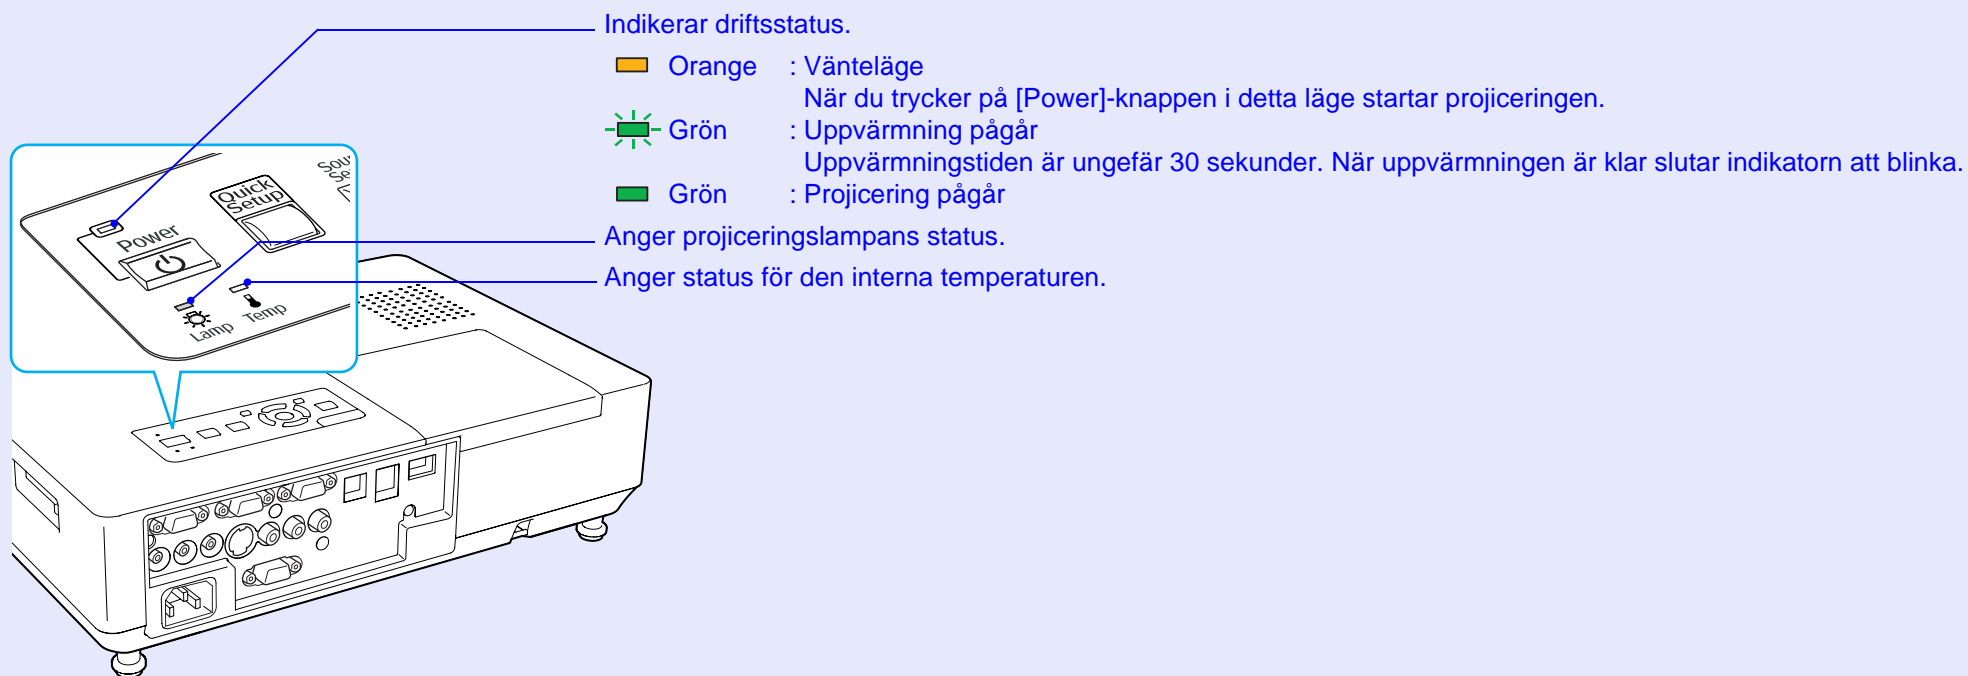 Indikerar driftsstatus.
Orange : Vänteläge
När du trycker på [Power]-knappen i detta läge startar projiceringen.
Grön : Uppvärmning pågår
Uppvärmningstiden är ungefär 30 sekunder. När uppvärmningen är klar slutar indikatorn att blinka.
Grön : Projicering pågår
Anger projiceringslampans status.
Anger status för den interna temperaturen.
Quick
Setup
Power
Lamp Temp